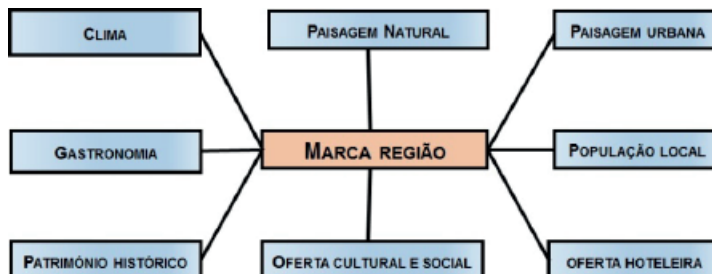 CLIMA
PAISAGEM NATURAL
PAISAGEM URBANA
GASTRONOMIA
MARCA REGIÃO
POPULAÇÃO LOCAL
PATRIMÓNIO HISTÓRICO
OFERTA CULTURAL E SOCIAL
OFERTA HOTELEIRA